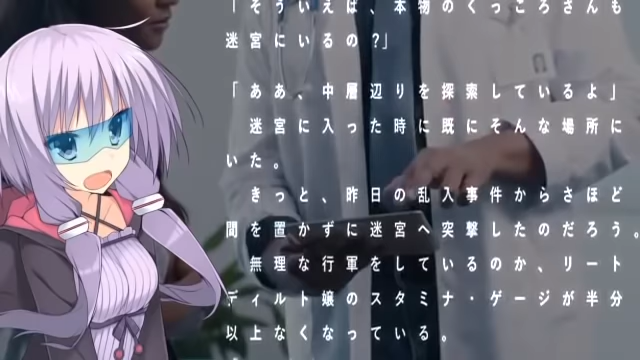 「そういえば、本物のくっころさんも
迷宮にいるの?」
「ああ、中層辺りを探索しているよ」
迷宮に入った時に既にそんな場所に
いた。
きっと、昨日の乱入事件からさほど
間を置かずに迷宮へ突撃したのだろう。
無理な行軍をしているのか、リート
ディルト嬢のスタミナ・ゲージが半分
以上なくなっている。